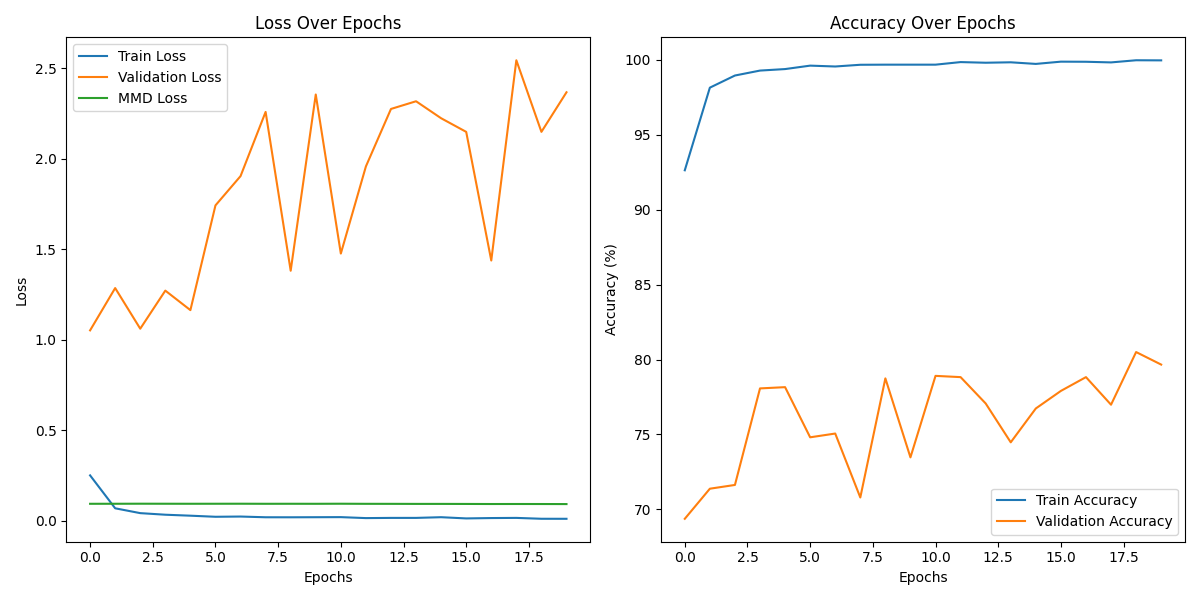 Loss Over Epochs
Train Loss
Validation Loss
MMD Loss
2.5
2.0
1.5
1.0
0.5
0.0
Loss
0.0 2.5 5.0 7.5 10.0 12.5 15.0 17.5
Epochs
Accuracy Over Epochs
100
95
90
85
80
75
70
Accuracy (%)
Train Accuracy
Validation Accuracy
0.0 2.5 5.0 7.5 10.0 12.5 15.0 17.5
Epochs